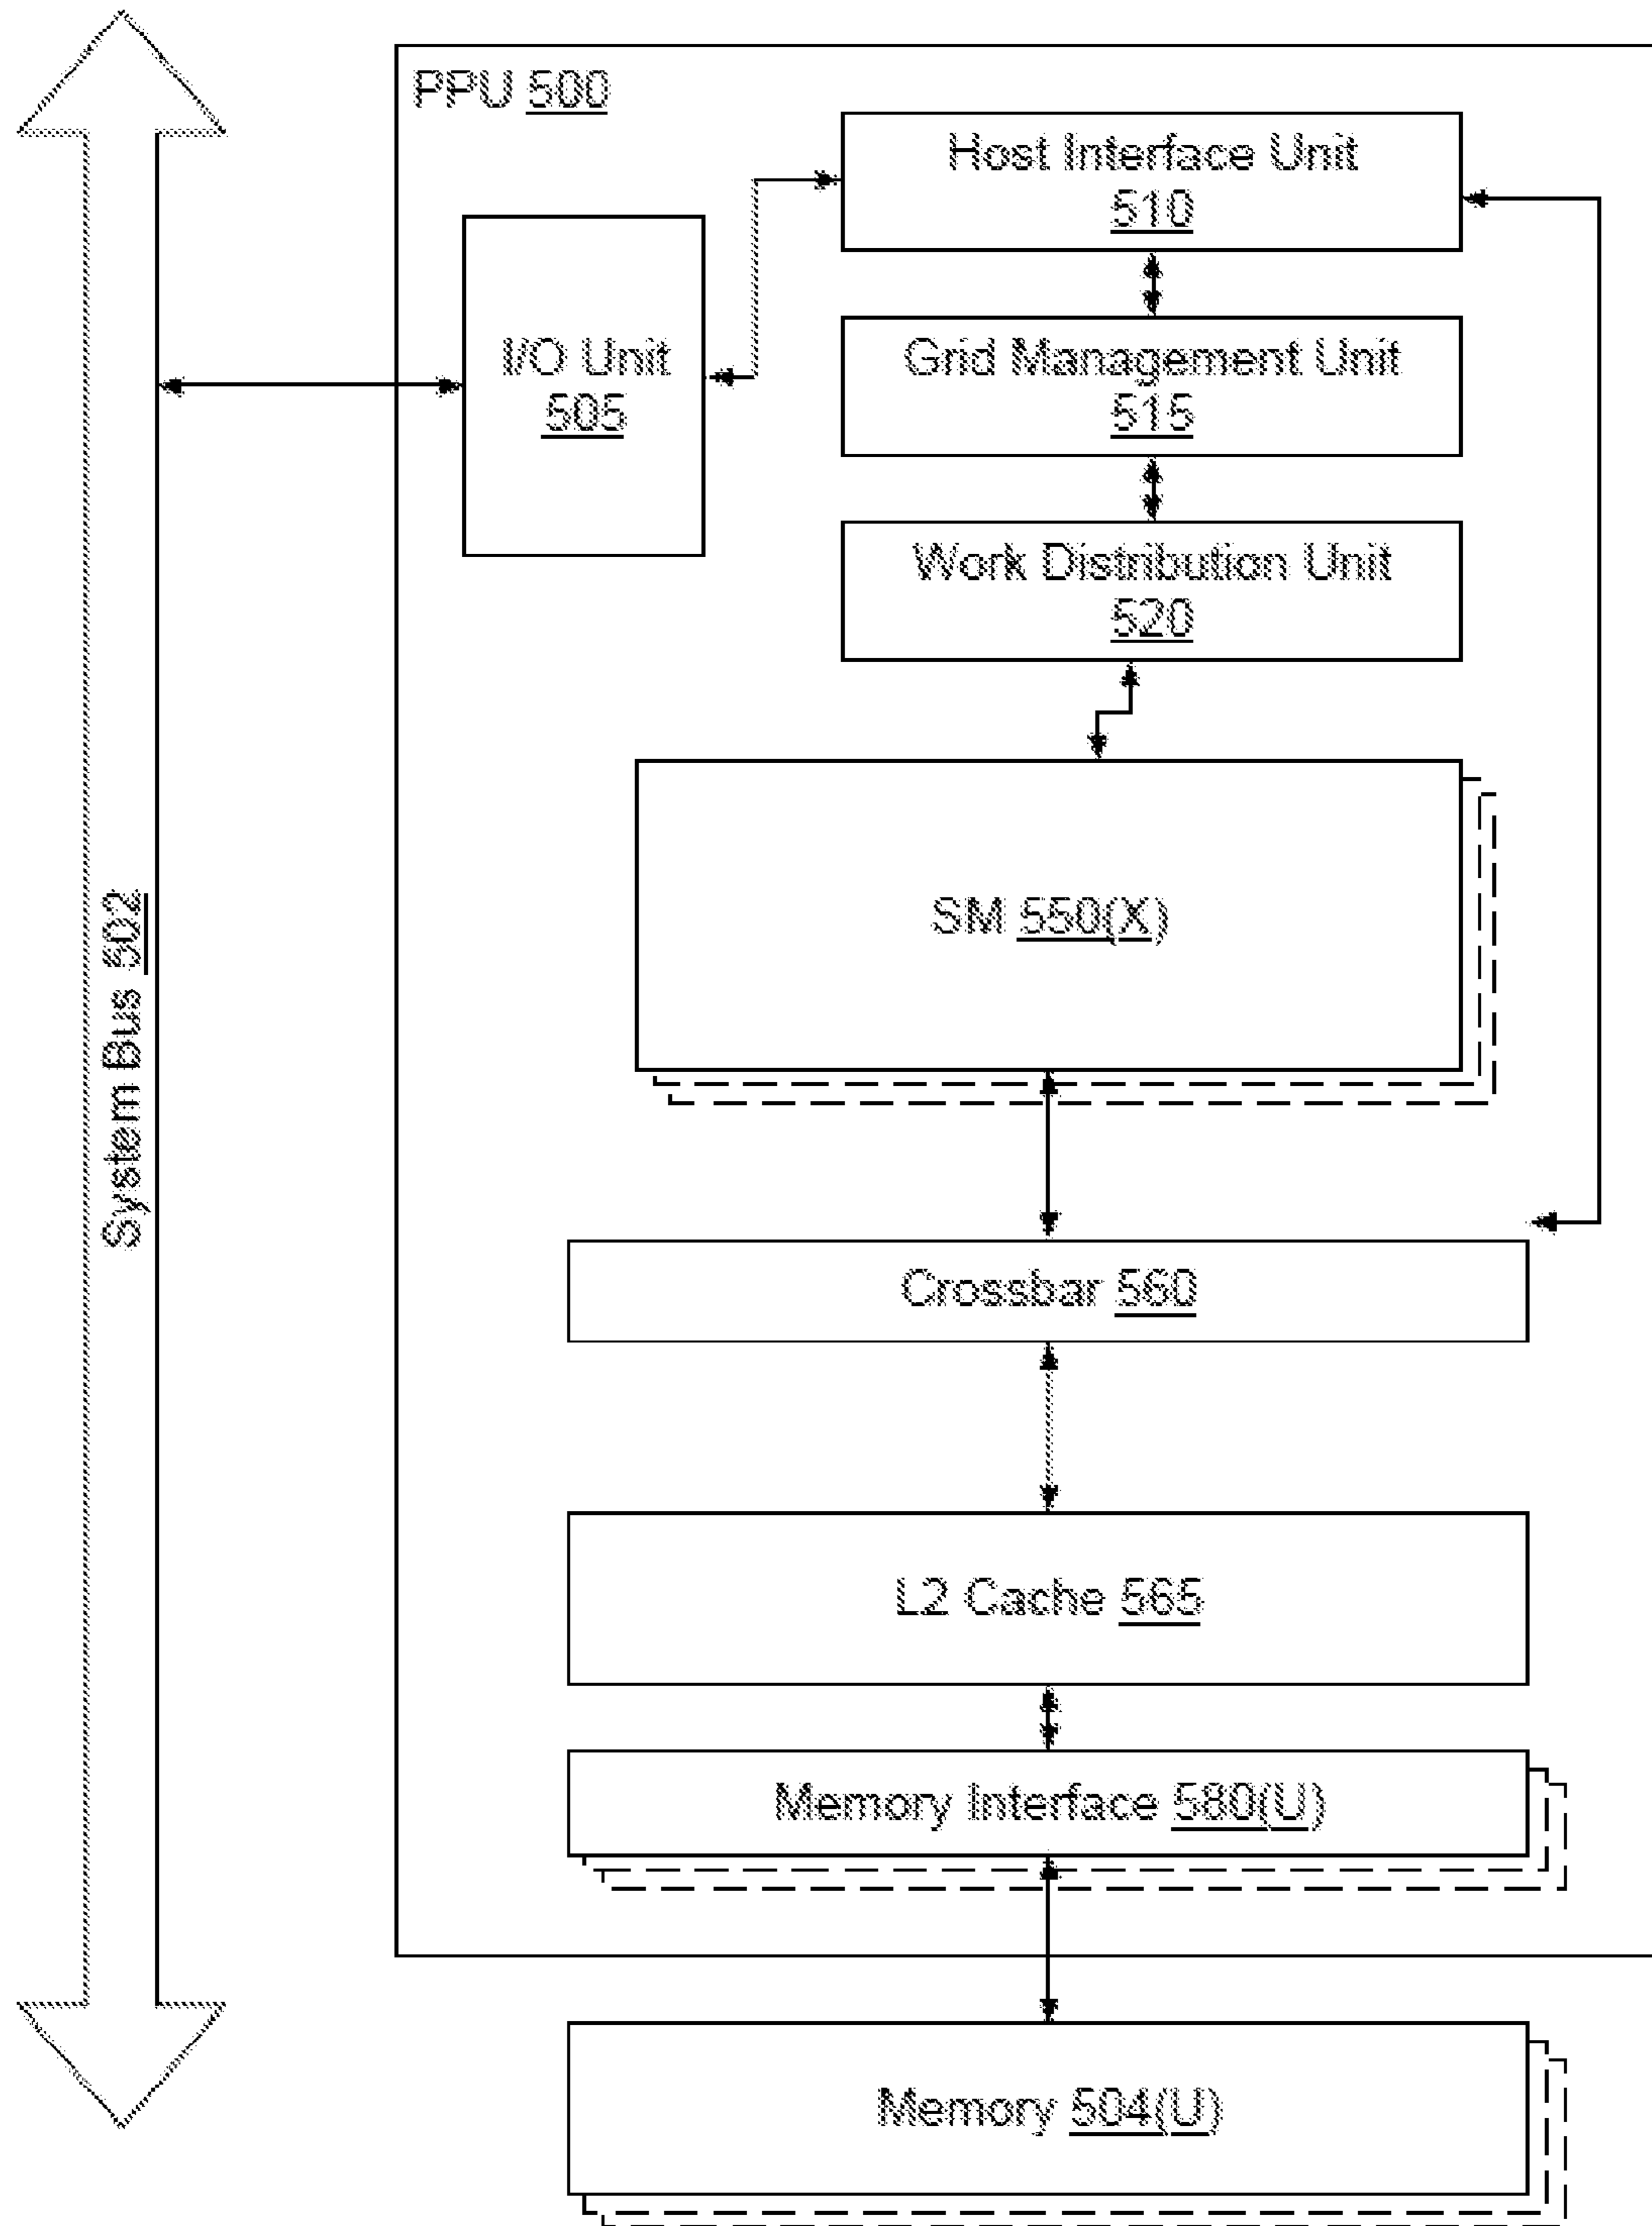 PPU 500
Host Interface Unit
510
I/O Unit
505
Grid Management Unit
515
Work Distribution Unit
520
System Bus 502
SM 550(X)
Crossbar 560
L2 Cache 565
Memory Interface 580(U)
Memory 504(U)